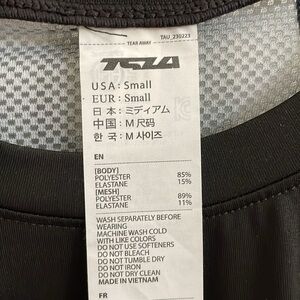 TAU_230223
TEAR AWAY
TSLA
USA : Small
EUR : Small
日 本 : ミディアム
中国 : M 尺码
한 국 : M 사이즈
EN
[BODY]
POLYESTER 85%
ELASTANE 15%
[MESH]
POLYESTER 89%
ELASTANE 11%
WASH SEPARATELY BEFORE
WEARING
MACHINE WASH COLD
WITH LIKE COLORS
DO NOT USE SOFTENERS
DO NOT BLEACH
DO NOT TUMBLE DRY
DO NOT IRON
DO NOT DRY CLEAN
MADE IN VIETNAM
FR